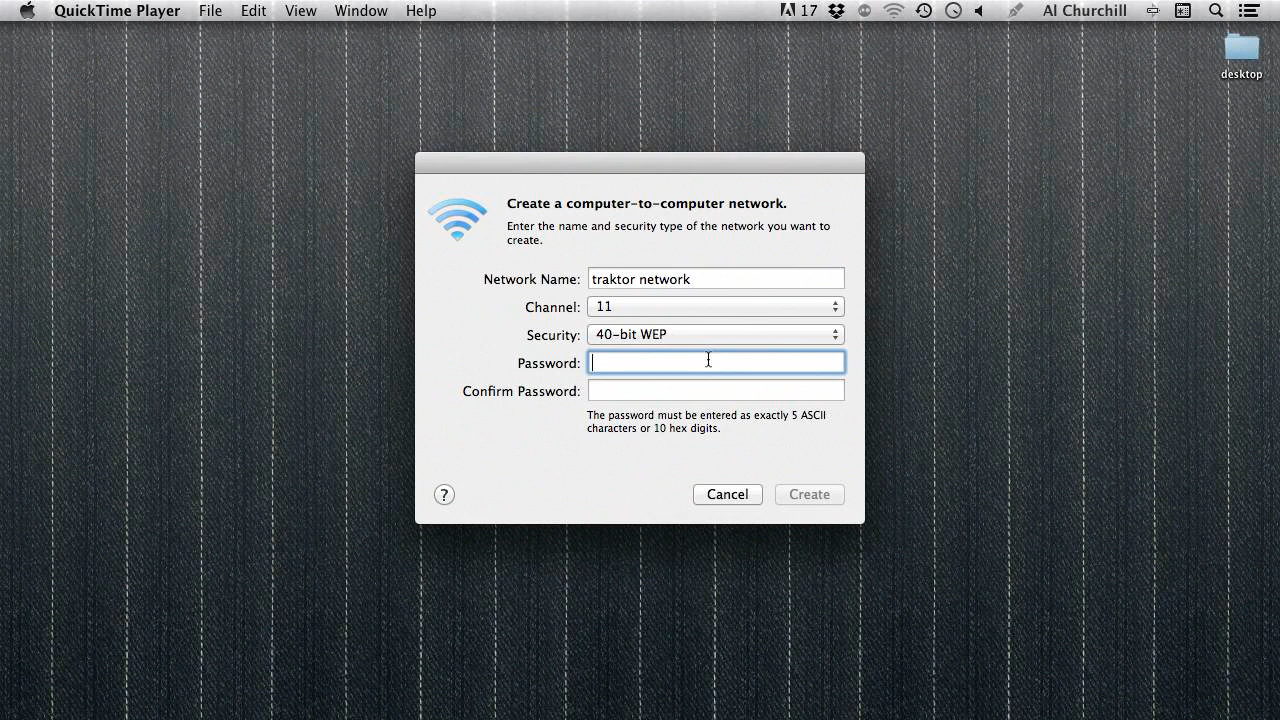 QuickTime Player File Edit View Window Help 17 Al Churchill
desktop
Create a computer-to-computer network.
Enter the name and security type of the network you want to
create.
Network Name: traktor network
Channel: 11
Security: 40-bit WEP
Password:
Confirm Password:
The password must be entered as exactly 5 ASCII
characters or 10 hex digits.
? Cancel Create